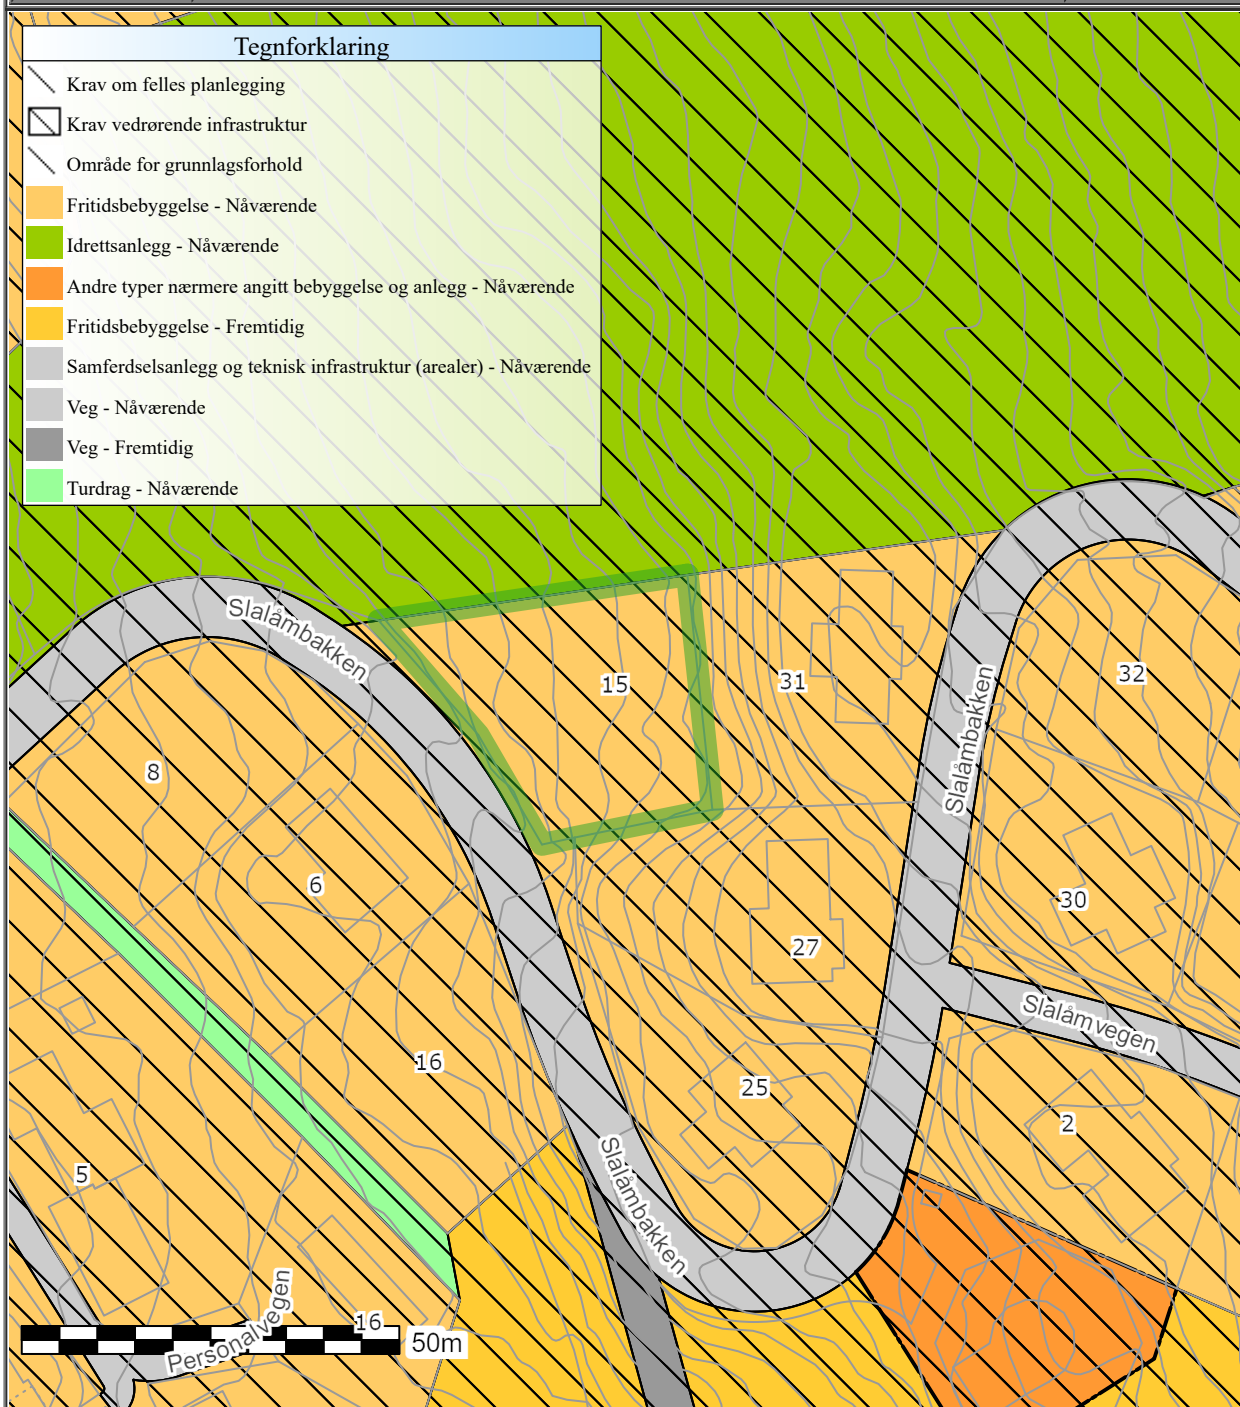 Tegnforklaring
Krav om felles planlegging
Krav vedrørende infrastruktur
Område for grunnlagsforhold
Fritidsbebyggelse - Nåværende
Idrettsanlegg - Nåværende
Andre typer nærmere angitt bebyggelse og anlegg - Nåværende
Fritidsbebyggelse - Fremtidig
Samferdselsanlegg og teknisk infrastruktur (arealer) - Nåværende
Veg - Nåværende
Veg - Fremtidig
Turdrag - Nåværende
Slalåmbakken
15
31
32
Slalåmbakken
8
6
30
27
Slalåmvegen
16
25
2
5
Slalåmbakken
Personalvegen
16
50m